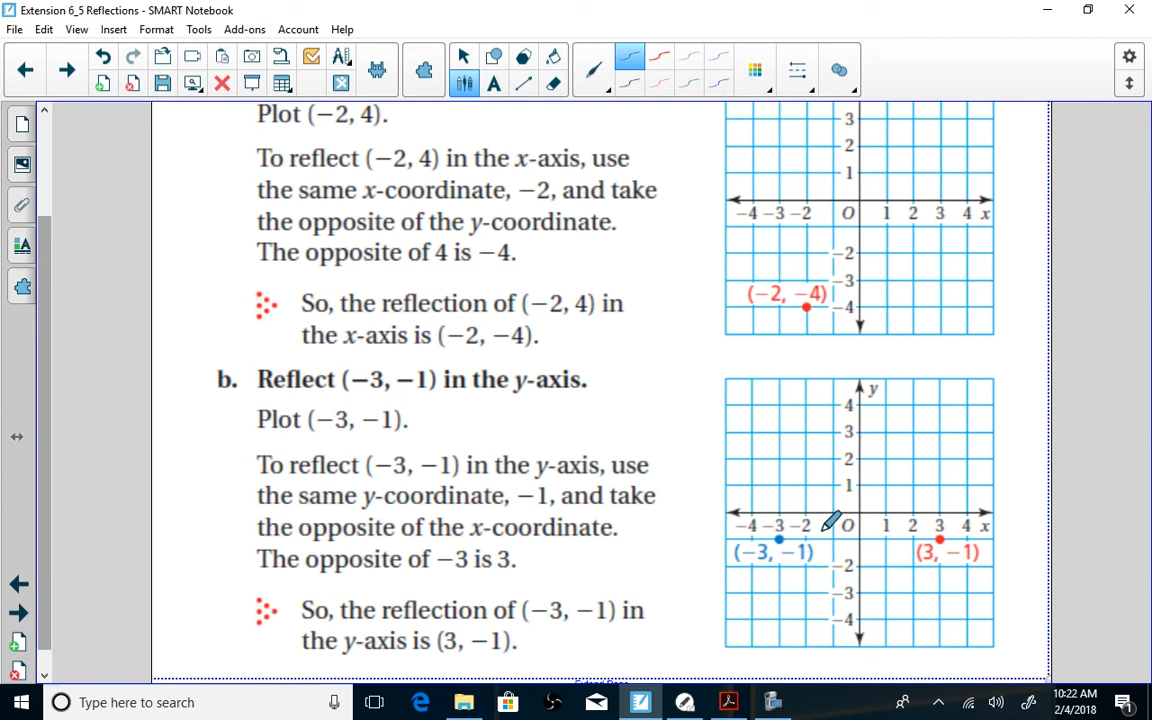 Extension 6_5 Reflections - SMART Notebook
File Edit View Insert Format Tools Add-ons Account Help
Plot (−2, 4).
To reflect (−2, 4) in the x-axis, use
the same x-coordinate, −2, and take
the opposite of the y-coordinate.
The opposite of 4 is −4.
So, the reflection of (−2, 4) in
the x-axis is (−2, −4).
3
2
1
−4 −3 −2 O 1 2 3 4 x
−2
−3
(−2, −4)
−4
b. Reflect (−3, −1) in the y-axis.
Plot (−3, −1).
To reflect (−3, −1) in the y-axis, use
the same y-coordinate, −1, and take
the opposite of the x-coordinate.
The opposite of −3 is 3.
So, the reflection of (−3, −1) in
the y-axis is (3, −1).
y
4
3
2
1
−4 −3 −2 O 1 2 3 4 x
(−3, −1) (3, −1)
−2
−3
−4
Extend Page
Type here to search
10:22 AM
2/4/2018
1